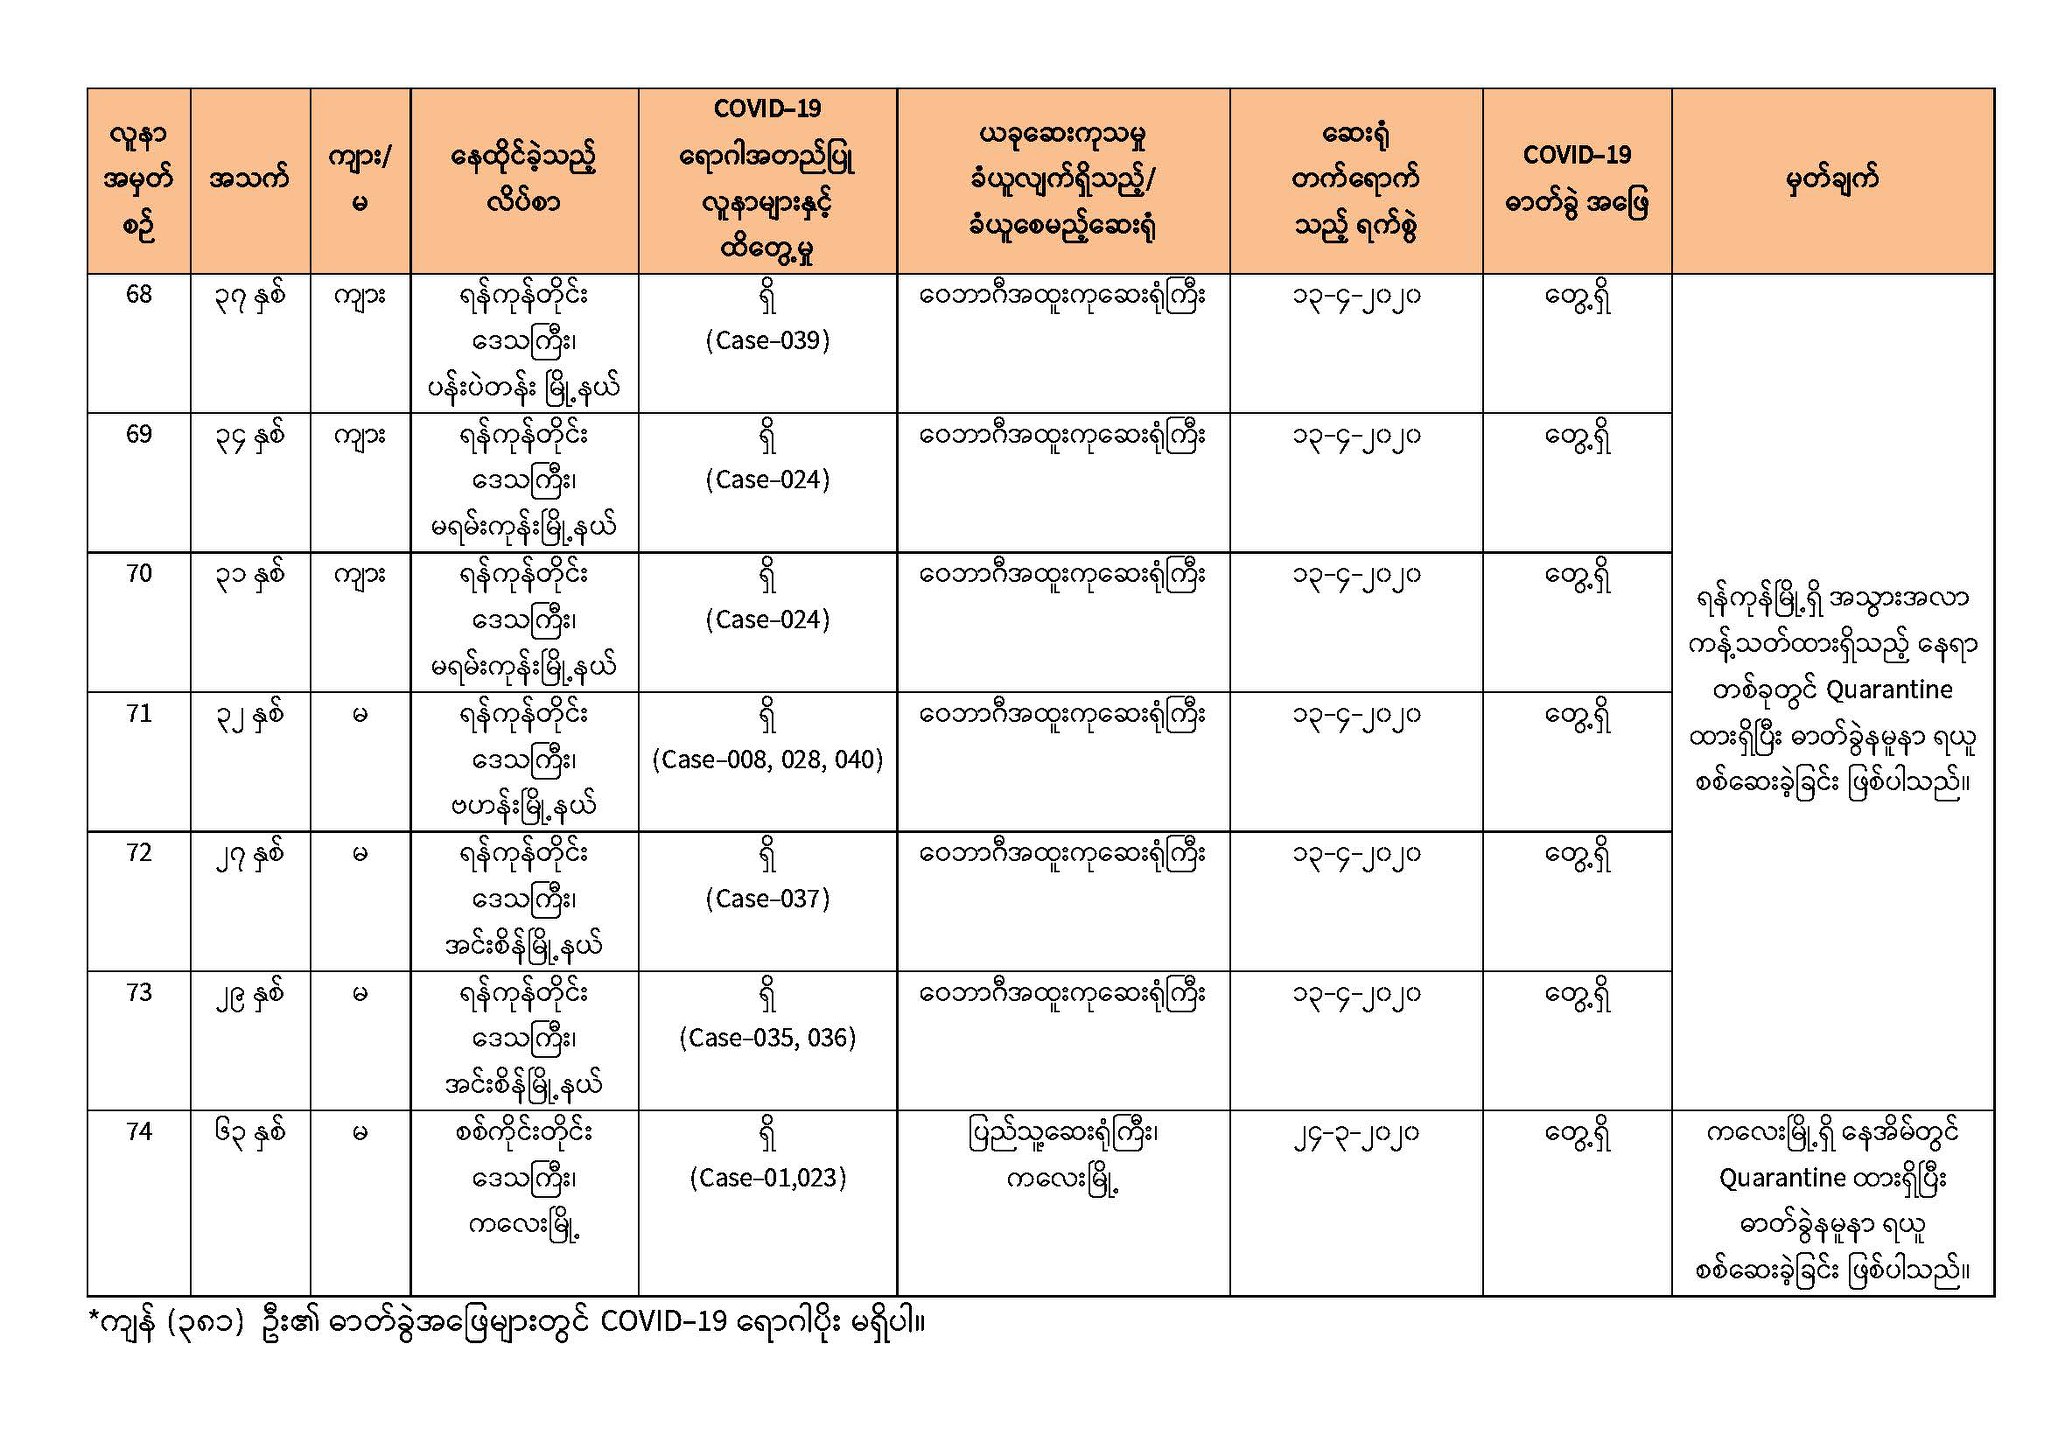 လူနာ
အမှတ်
စဉ်
အသက်
ကျား/
မ
နေထိုင်ခဲ့သည့်
လိပ်စာ
COVID–19
ရောဂါအတည်ပြု
လူနာများနှင့်
ထိတွေ့မှု
ယခုဆေးကုသမှု
ခံယူလျက်ရှိသည့်/
ခံယူစေမည့်ဆေးရုံ
ဆေးရုံ
တက်ရောက်
သည့် ရက်စွဲ
COVID–19
ဓာတ်ခွဲ အဖြေ
မှတ်ချက်
68
၃၇ နှစ်
ကျား
ရန်ကုန်တိုင်း
ဒေသကြီး၊
ပန်းပဲတန်း မြို့နယ်
ရှိ
(Case–039)
ဝေဘာဂီအထူးကုဆေးရုံကြီး
၁၃–၄–၂၀၂၀
တွေ့ရှိ
69
၃၄ နှစ်
ကျား
ရန်ကုန်တိုင်း
ဒေသကြီး၊
မရမ်းကုန်းမြို့နယ်
ရှိ
(Case–024)
ဝေဘာဂီအထူးကုဆေးရုံကြီး
၁၃–၄–၂၀၂၀
တွေ့ရှိ
70
၃၁ နှစ်
ကျား
ရန်ကုန်တိုင်း
ဒေသကြီး၊
မရမ်းကုန်းမြို့နယ်
ရှိ
(Case–024)
ဝေဘာဂီအထူးကုဆေးရုံကြီး
၁၃–၄–၂၀၂၀
တွေ့ရှိ
71
၃၂ နှစ်
မ
ရန်ကုန်တိုင်း
ဒေသကြီး၊
ဗဟန်းမြို့နယ်
ရှိ
(Case–008, 028, 040)
ဝေဘာဂီအထူးကုဆေးရုံကြီး
၁၃–၄–၂၀၂၀
တွေ့ရှိ
72
၂၇ နှစ်
မ
ရန်ကုန်တိုင်း
ဒေသကြီး၊
အင်းစိန်မြို့နယ်
ရှိ
(Case–037)
ဝေဘာဂီအထူးကုဆေးရုံကြီး
၁၃–၄–၂၀၂၀
တွေ့ရှိ
73
၂၉ နှစ်
မ
ရန်ကုန်တိုင်း
ဒေသကြီး၊
အင်းစိန်မြို့နယ်
ရှိ
(Case–035, 036)
ဝေဘာဂီအထူးကုဆေးရုံကြီး
၁၃–၄–၂၀၂၀
တွေ့ရှိ
ရန်ကုန်မြို့ရှိ အသွားအလာ
ကန့်သတ်ထားရှိသည့် နေရာ
တစ်ခုတွင် Quarantine
ထားရှိပြီး ဓာတ်ခွဲနမူနာ ရယူ
စစ်ဆေးခဲ့ခြင်း ဖြစ်ပါသည်။
74
၆၃ နှစ်
မ
စစ်ကိုင်းတိုင်း
ဒေသကြီး၊
ကလေးမြို့
ရှိ
(Case–01,023)
ပြည်သူ့ဆေးရုံကြီး၊
ကလေးမြို့
၂၄–၃–၂၀၂၀
တွေ့ရှိ
ကလေးမြို့ရှိ နေအိမ်တွင်
Quarantine ထားရှိပြီး
ဓာတ်ခွဲနမူနာ ရယူ
စစ်ဆေးခဲ့ခြင်း ဖြစ်ပါသည်။
*ကျန် (၃၈၁) ဦး၏ ဓာတ်ခွဲအဖြေများတွင် COVID–19 ရောဂါပိုး မရှိပါ။